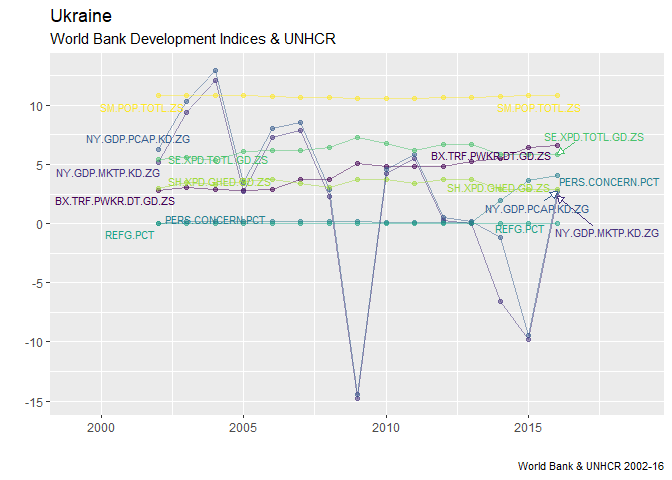 Ukraine
World Bank Development Indices & UNHCR
10
5
0
-5
-10
-15
SM.POP.TOTL.ZS
SM.POP.TOTL.ZS
NY.GDP.PCAP.KD.ZG
SE.XPD.TOTL.GD.ZS
BX.TRF.PWKR.DT.GD.ZS
SE.XPD.TOTL.GD.ZS
NY.GDP.MKTP.KD.ZG
SH.XPD.GHED.GD.ZS
SH.XPD.GHED.GD.ZS
PERS.CONCERN.PCT
BX.TRF.PWKR.DT.GD.ZS
NY.GDP.PCAP.KD.ZG
PERS.CONCERN.PCT
REFG.PCT
REFG.PCT
NY.GDP.MKTP.KD.ZG
2000
2005
2010
2015
World Bank & UNHCR 2002-16